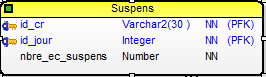 Suspens
id_cr Varchar2(30 ) NN (PFK)
id_jour Integer NN (PFK)
nbre_ec_suspens Number NN